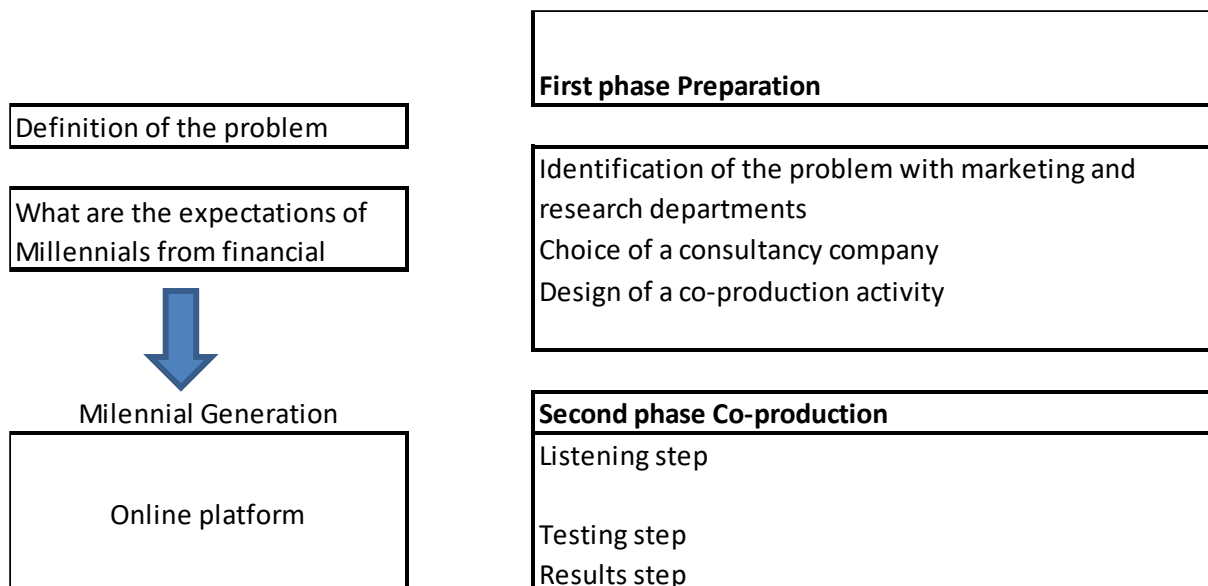 Definition of the problem
What are the expectations of
Millennials from financial
Milennial Generation
Online platform
First phase Preparation
Identification of the problem with marketing and
research departments
Choice of a consultancy company
Design of a co-production activity
Second phase Co-production
Listening step
Testing step
Results step